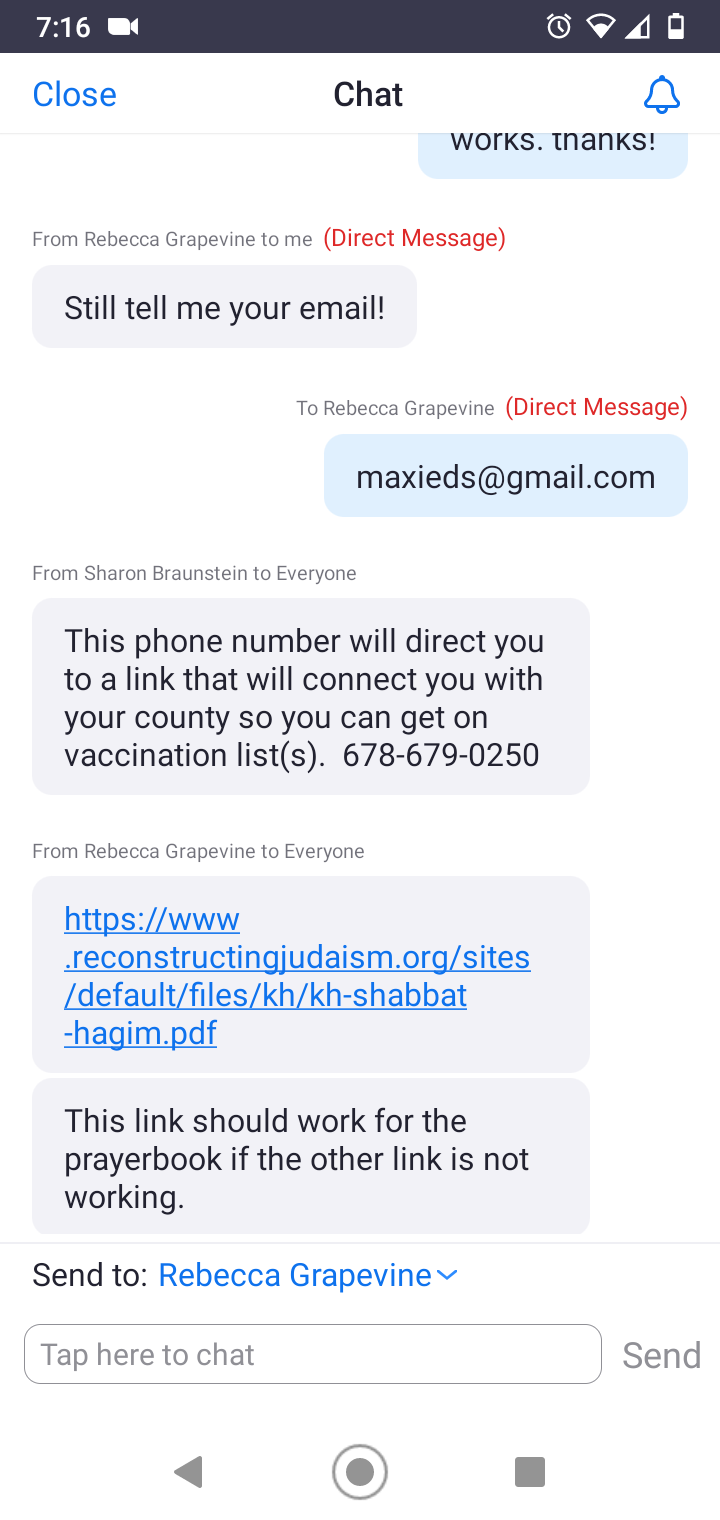 7:16
Close
Chat
works. thanks!
From Rebecca Grapevine to me (Direct Message)
Still tell me your email!
To Rebecca Grapevine (Direct Message)
maxieds@gmail.com
From Sharon Braunstein to Everyone
This phone number will direct you
to a link that will connect you with
your county so you can get on
vaccination list(s).  678-679-0250
From Rebecca Grapevine to Everyone
https://www
.reconstructingjudaism.org/sites
/default/files/kh/kh-shabbat
-hagim.pdf
This link should work for the
prayerbook if the other link is not
working.
Send to: Rebecca Grapevine
Tap here to chat
Send